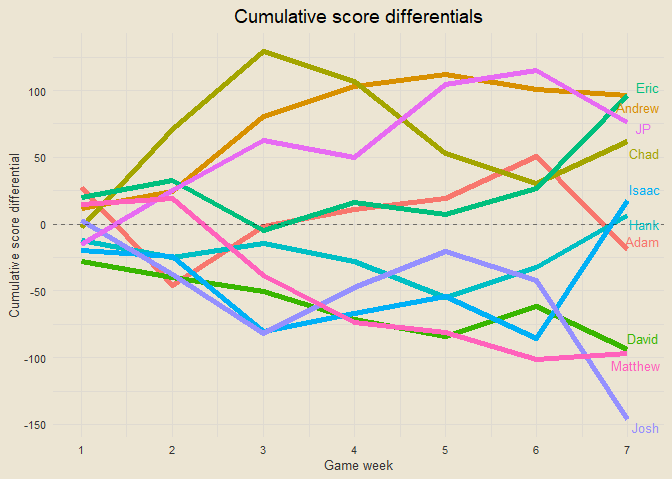 Cumulative score differentials
Cumulative score differential
100
50
0
-50
-100
-150
Eric
Andrew
JP
Chad
Isaac
Hank
Adam
David
Matthew
Josh
1 2 3 4 5 6 7
Game week